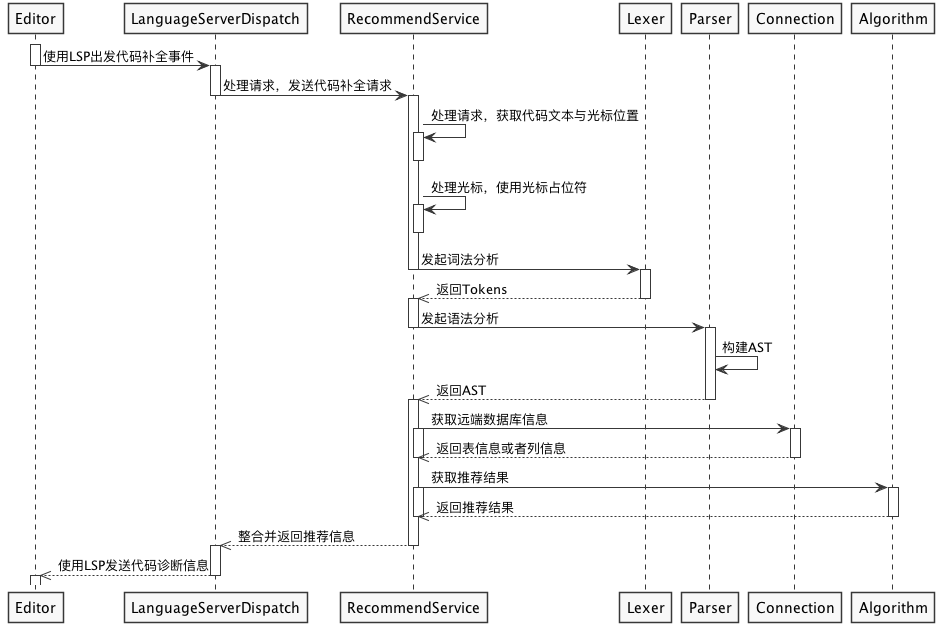 Editor
LanguageServerDispatch
RecommendService
Lexer
Parser
Connection
Algorithm
使用LSP出发代码补全事件
处理请求，发送代码补全请求
处理请求，获取代码文本与光标位置
处理光标，使用光标占位符
发起词法分析
返回Tokens
发起语法分析
构建AST
返回AST
获取远端数据库信息
返回表信息或者列信息
获取推荐结果
返回推荐结果
整合并返回推荐信息
使用LSP发送代码诊断信息
Editor
LanguageServerDispatch
RecommendService
Lexer
Parser
Connection
Algorithm